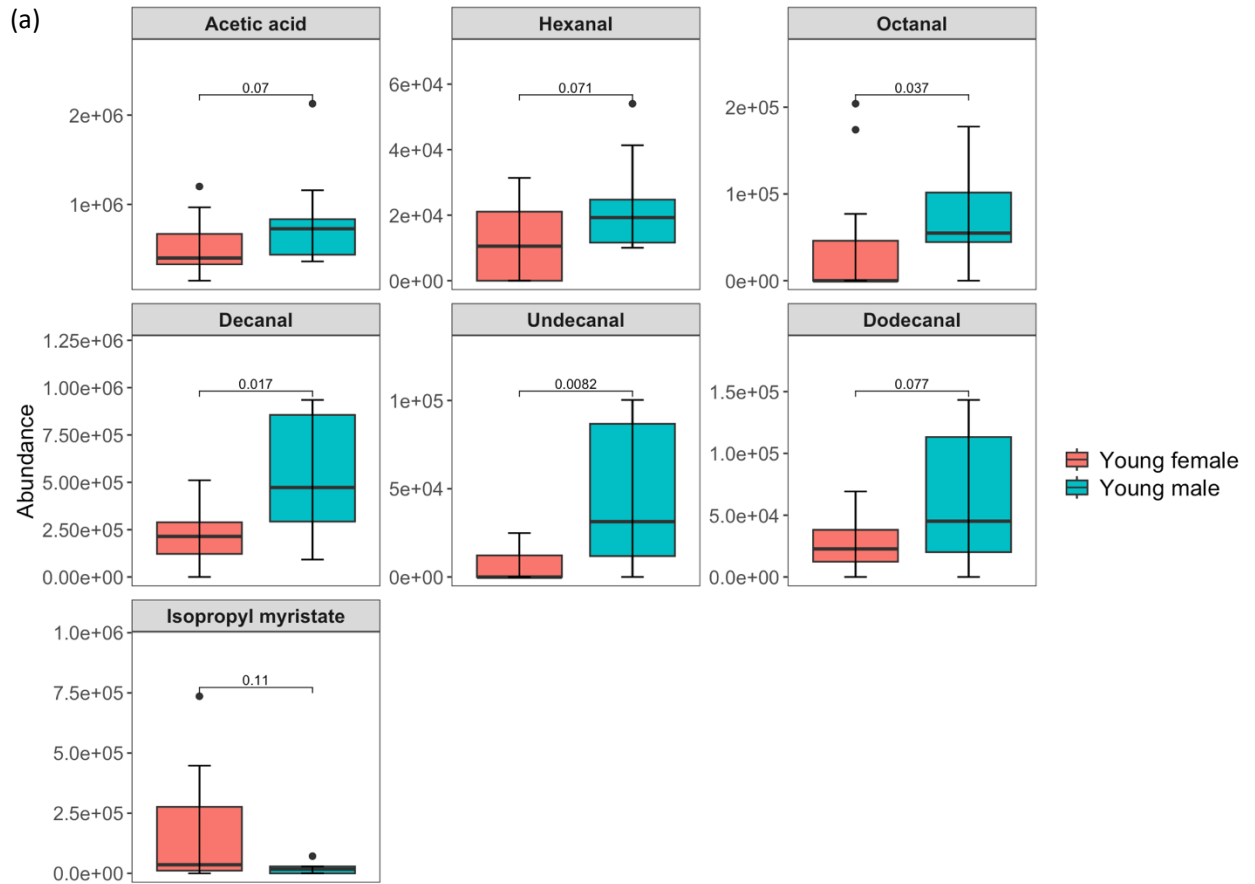 (a)
Acetic acid
Hexanal
Octanal
2e+06
1e+06
0.07
6e+04
4e+04
2e+04
0e+00
0.071
2e+05
1e+05
0e+00
0.037
Decanal
Undecanal
Dodecanal
Abundance
1.25e+06
1.00e+06
7.50e+05
5.00e+05
2.50e+05
0.00e+00
0.017
1e+05
5e+04
0e+00
0.0082
1.5e+05
1.0e+05
5.0e+04
0.0e+00
0.077
Young female
Young male
Isopropyl myristate
1.0e+06
7.5e+05
5.0e+05
2.5e+05
0.0e+00
0.11